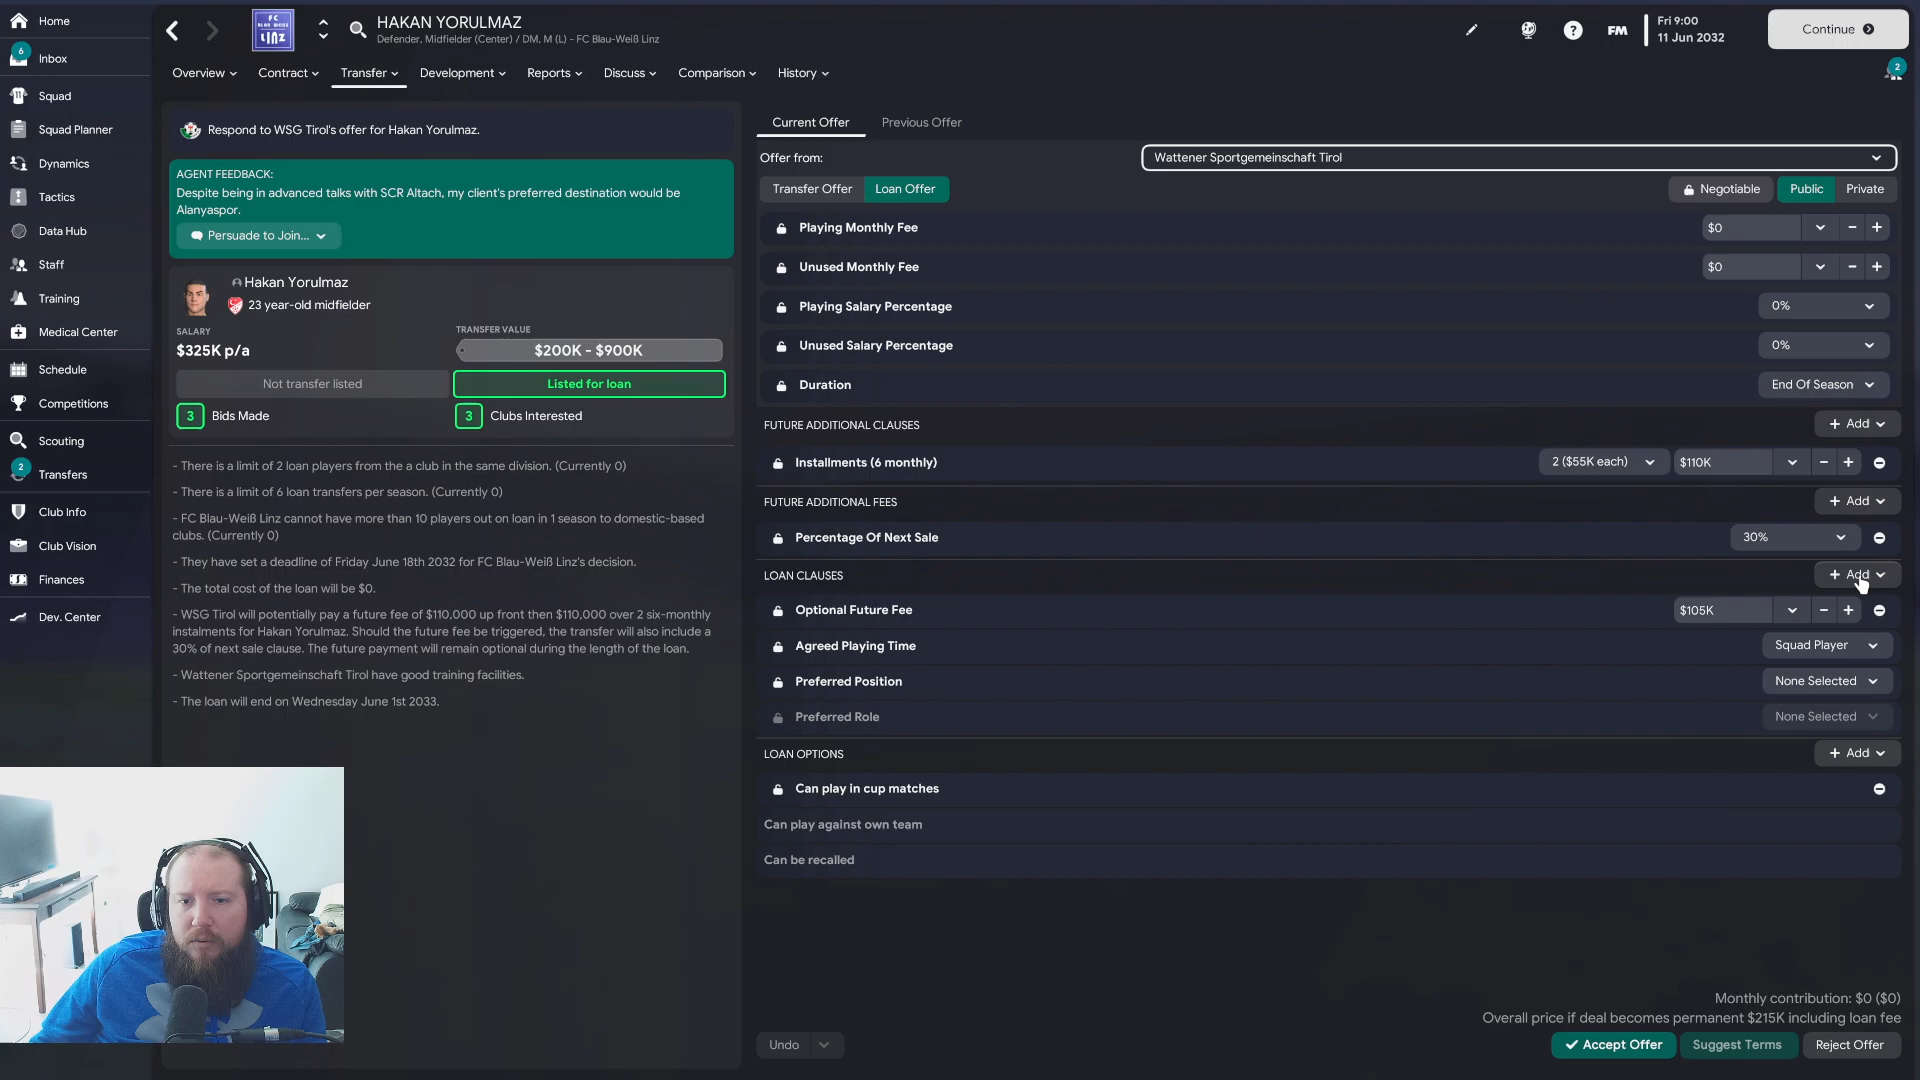 Home
6
Inbox
Squad
Squad Planner
Dynamics
Tactics
Data Hub
Staff
Training
Medical Center
Schedule
Competitions
Scouting
2
Transfers
Club Info
Club Vision
Finances
Dev. Center
FC
BLAU WEISS
LINZ
HAKAN YORULMAZ
Defender, Midfielder (Center) / DM, M (L) - FC Blau-Weiß Linz
FM
Fri 9:00
11 Jun 2032
Continue
2
Overview
Contract
Transfer
Development
Reports
Discuss
Comparison
History
Respond to WSG Tirol's offer for Hakan Yorulmaz.
AGENT FEEDBACK:
Despite being in advanced talks with SCR Altach, my client's preferred destination would be
Alanyaspor.
Persuade to Join...
Hakan Yorulmaz
23 year-old midfielder
SALARY
$325K p/a
TRANSFER VALUE
$200K - $900K
Not transfer listed
Listed for loan
3 Bids Made
3 Clubs Interested
- There is a limit of 2 loan players from the a club in the same division. (Currently 0)
- There is a limit of 6 loan transfers per season. (Currently 0)
- FC Blau-Weiß Linz cannot have more than 10 players out on loan in 1 season to domestic-based
clubs. (Currently 0)
- They have set a deadline of Friday June 18th 2032 for FC Blau-Weiß Linz's decision.
- The total cost of the loan will be $0.
- WSG Tirol will potentially pay a future fee of $110,000 up front then $110,000 over 2 six-monthly
instalments for Hakan Yorulmaz. Should the future fee be triggered, the transfer will also include a
30% of next sale clause. The future payment will remain optional during the length of the loan.
- Wattener Sportgemeinschaft Tirol have good training facilities.
- The loan will end on Wednesday June 1st 2033.
Current Offer
Previous Offer
Offer from:
Wattener Sportgemeinschaft Tirol
Transfer Offer
Loan Offer
Negotiable
Public
Private
Playing Monthly Fee
$0
Unused Monthly Fee
$0
Playing Salary Percentage
0%
Unused Salary Percentage
0%
Duration
End Of Season
FUTURE ADDITIONAL CLAUSES
+ Add
Installments (6 monthly)
2 ($55K each)
$110K
FUTURE ADDITIONAL FEES
+ Add
Percentage Of Next Sale
30%
LOAN CLAUSES
+ Add
Optional Future Fee
$105K
Agreed Playing Time
Squad Player
Preferred Position
None Selected
Preferred Role
None Selected
LOAN OPTIONS
+ Add
Can play in cup matches
Can play against own team
Can be recalled
Monthly contribution: $0 ($0)
Overall price if deal becomes permanent $215K including loan fee
Undo
Accept Offer
Suggest Terms
Reject Offer